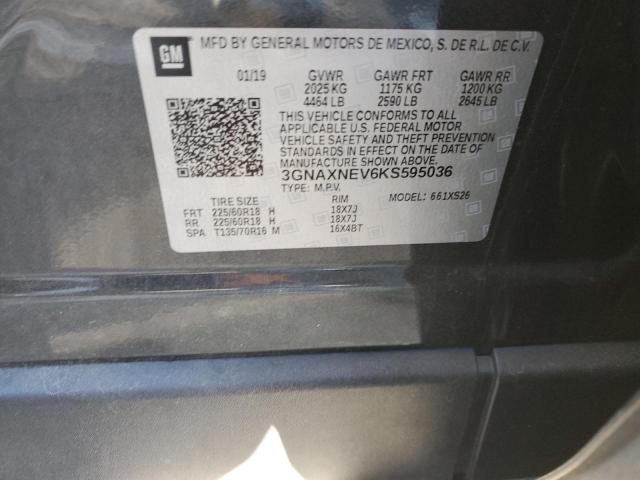 GM MFD BY GENERAL MOTORS DE MEXICO, S. DE R.L. DE C.V.
01/19 GVWR GAWR FRT GAWR RR
2025 KG 1175 KG 1200 KG
4464 LB 2590 LB 2645 LB
THIS VEHICLE CONFORMS TO ALL
APPLICABLE U.S. FEDERAL MOTOR
VEHICLE SAFETY AND THEFT PREVENTION
STANDARDS IN EFFECT ON THE DATE OF
MANUFACTURE SHOWN ABOVE.
3GNAXNEV6KS595036
TYPE: M.P.V. MODEL: 661XS26
TIRE SIZE RIM
FRT 225/60R18 H 18X7J
RR 225/60R18 H 18X7J
SPA T135/70R16 M 16X4BT